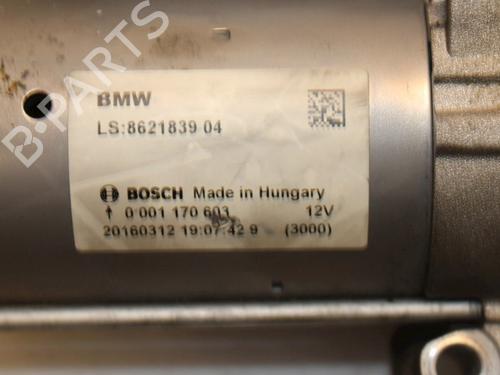 BMW
LS:8621839 04
BOSCH Made in Hungary
0 001 170 603 12V
20160312 19:07:42 9 (3000)
B-PARTS